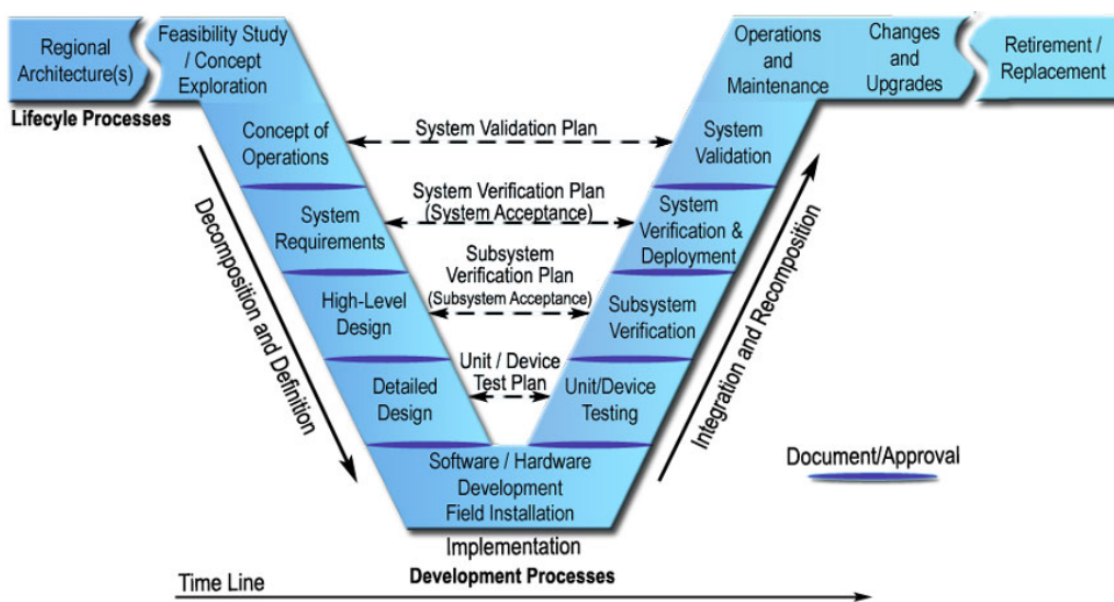 Regional
Architecture(s)
Feasibility Study
/ Concept
Exploration
Operations
and
Maintenance
Changes
and
Upgrades
Retirement /
Replacement
Lifecyle Processes
Concept of
Operations
System Validation Plan
System
Validation
System
Requirements
System Verification Plan
(System Acceptance)
System
Verification &
Deployment
High-Level
Design
Subsystem
Verification Plan
(Subsystem Acceptance)
Subsystem
Verification
Detailed
Design
Unit / Device
Test Plan
Unit/Device
Testing
Decomposition and Definition
Integration and Recomposition
Software / Hardware
Development
Field Installation
Document/Approval
Implementation
Development Processes
Time Line